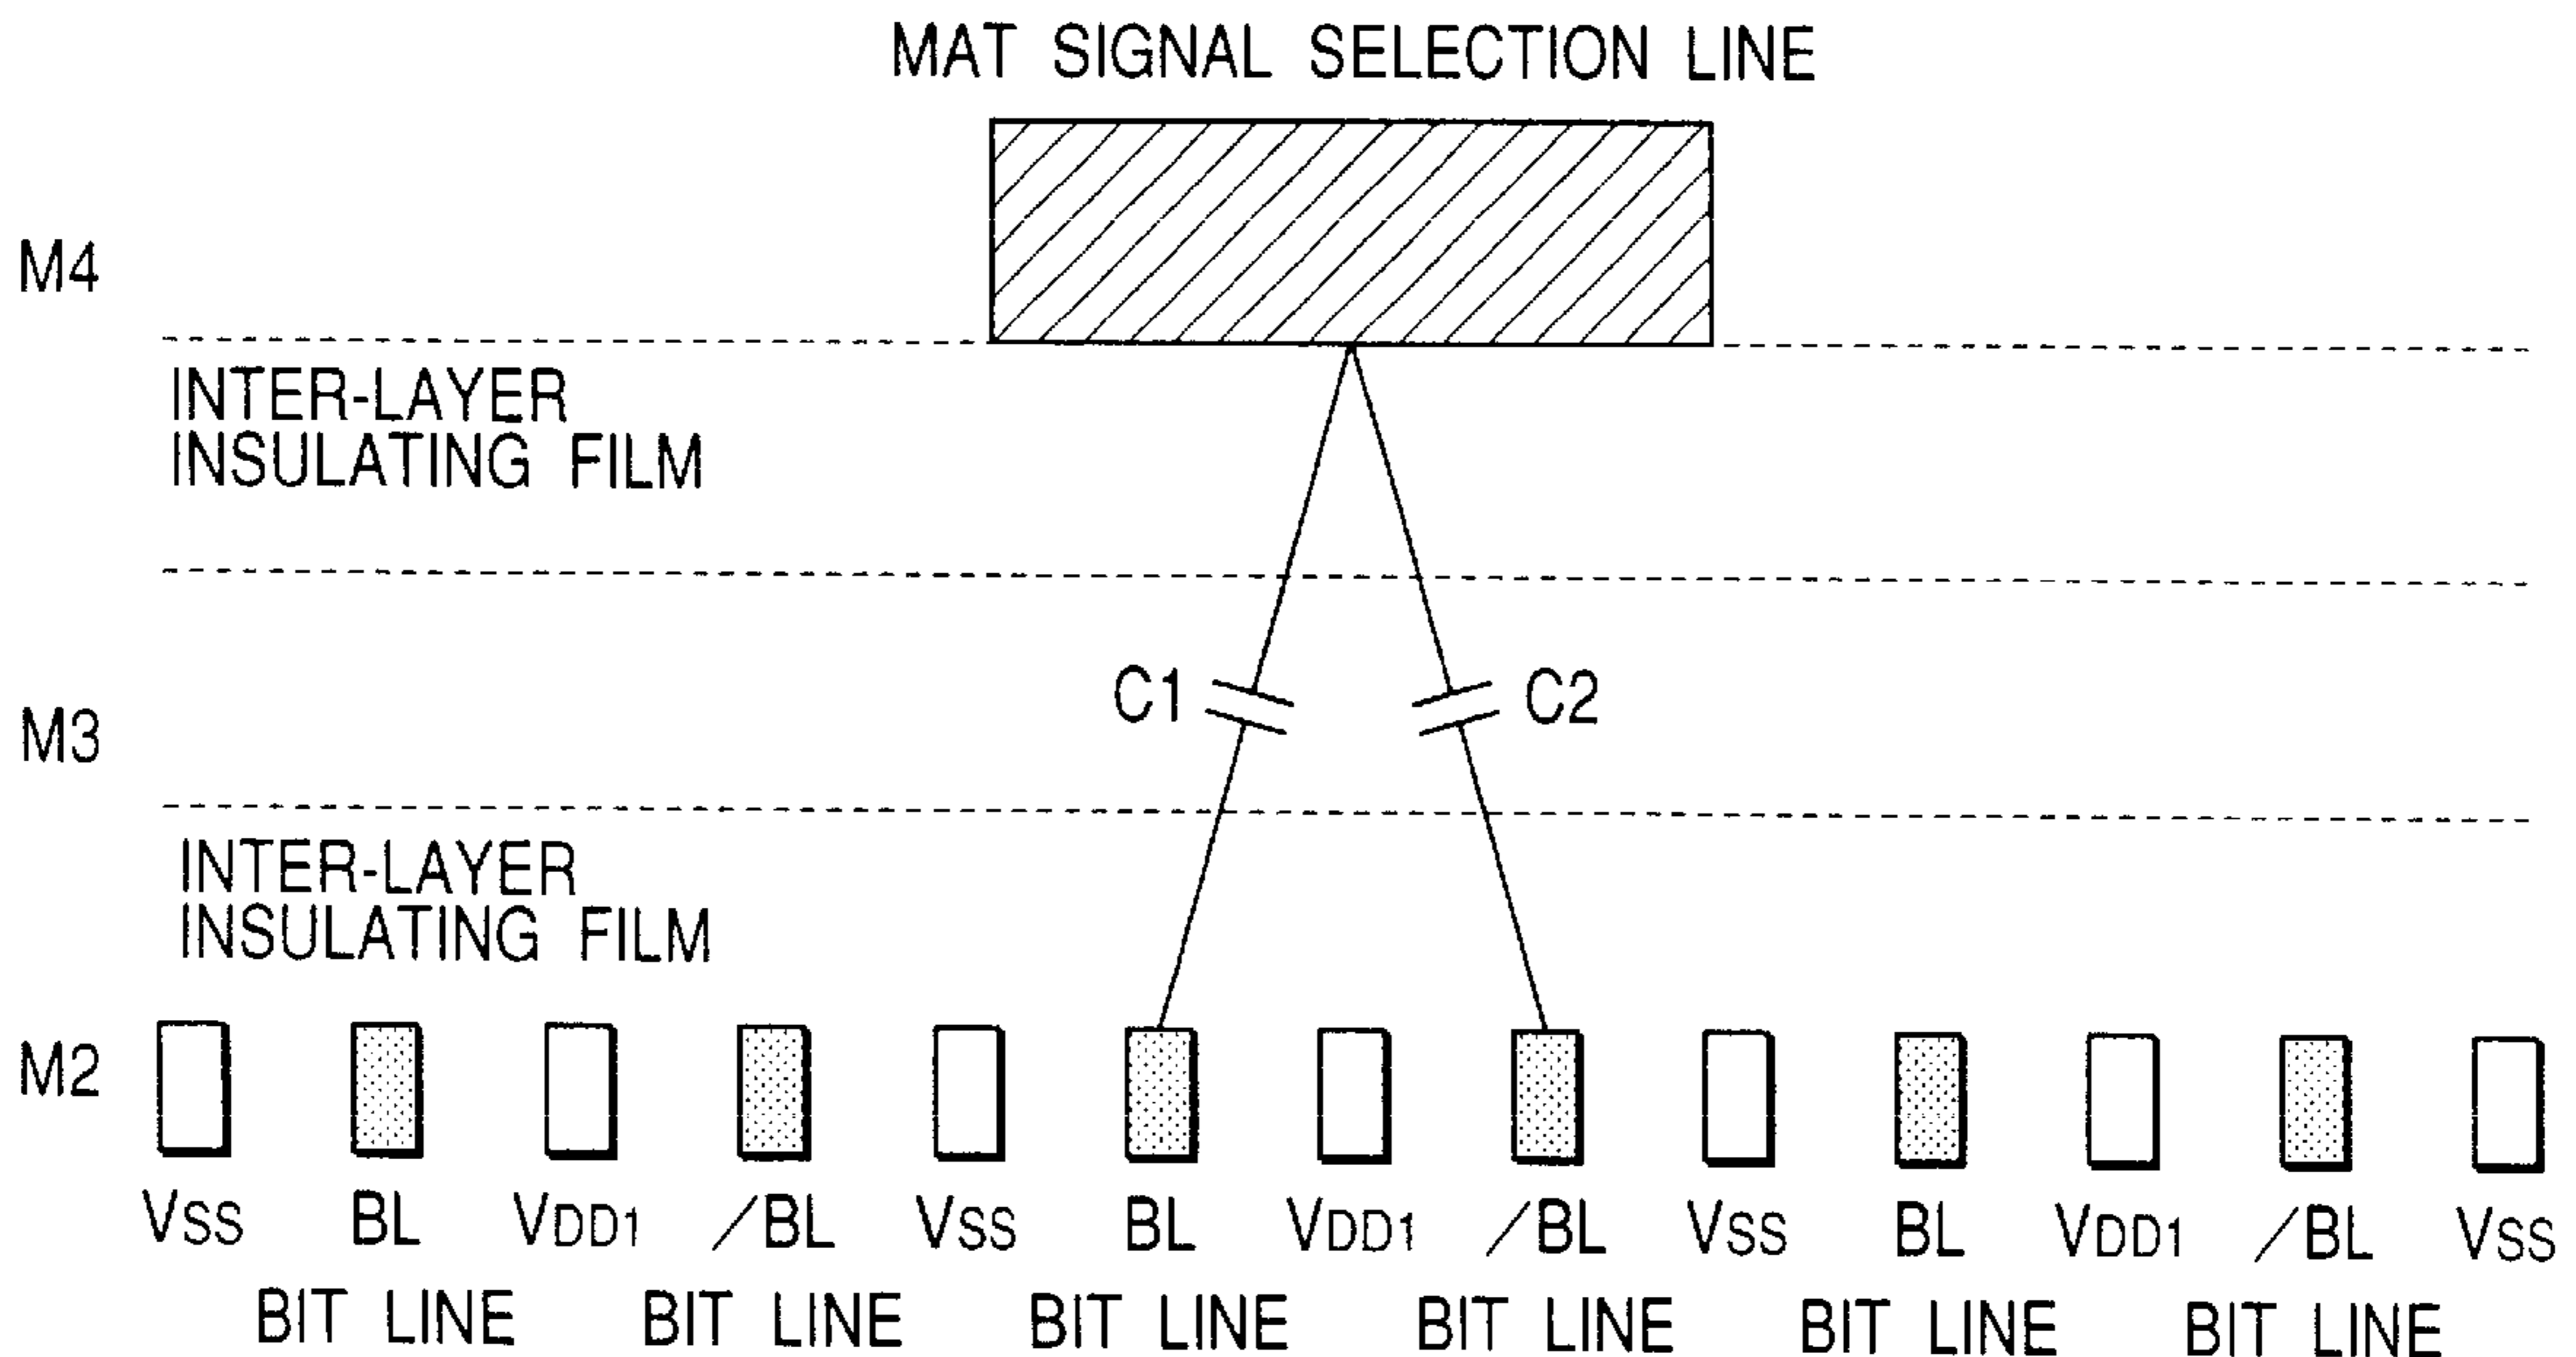 MAT SIGNAL SELECTION LINE
M4
INTER-LAYER
INSULATING FILM
C1 C2
M3
INTER-LAYER
INSULATING FILM
M2
VSS BL VDD1 /BL VSS BL VDD1 /BL VSS BL VDD1 /BL VSS
BIT LINE BIT LINE BIT LINE BIT LINE BIT LINE BIT LINE